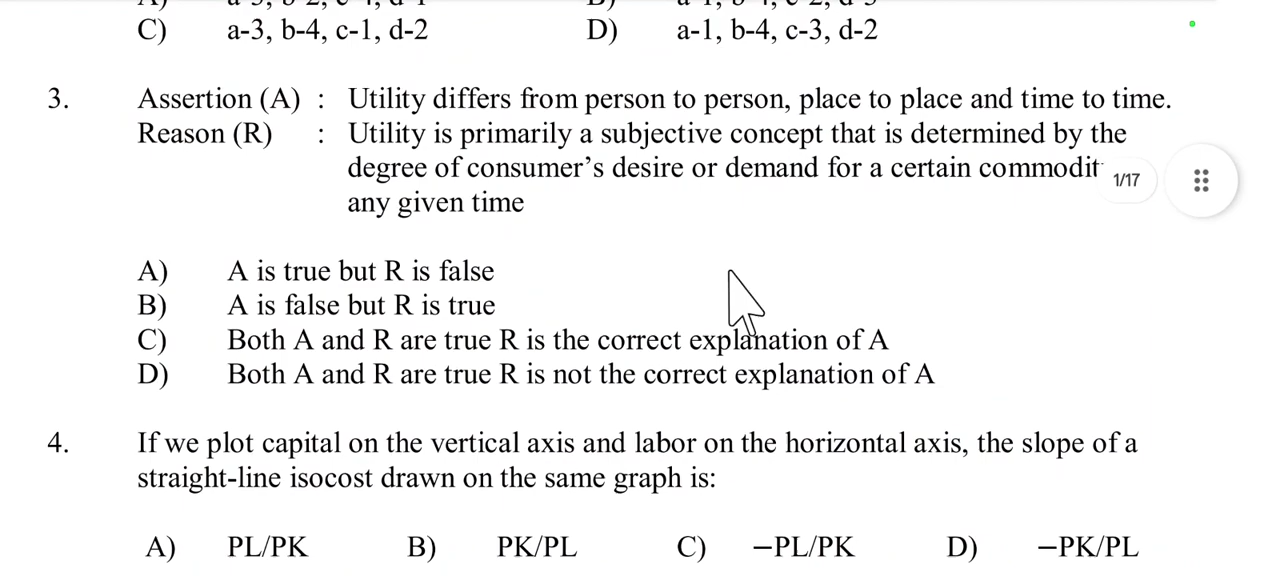 C) a-3, b-4, c-1, d-2 D) a-1, b-4, c-3, d-2
3. Assertion (A) : Utility differs from person to person, place to place and time to time.
Reason (R) : Utility is primarily a subjective concept that is determined by the
degree of consumer's desire or demand for a certain commodit
1/17
any given time
A) A is true but R is false
B) A is false but R is true
C) Both A and R are true R is the correct explanation of A
D) Both A and R are true R is not the correct explanation of A
4. If we plot capital on the vertical axis and labor on the horizontal axis, the slope of a
straight-line isocost drawn on the same graph is:
A) PL/PK B) PK/PL C) –PL/PK D) –PK/PL